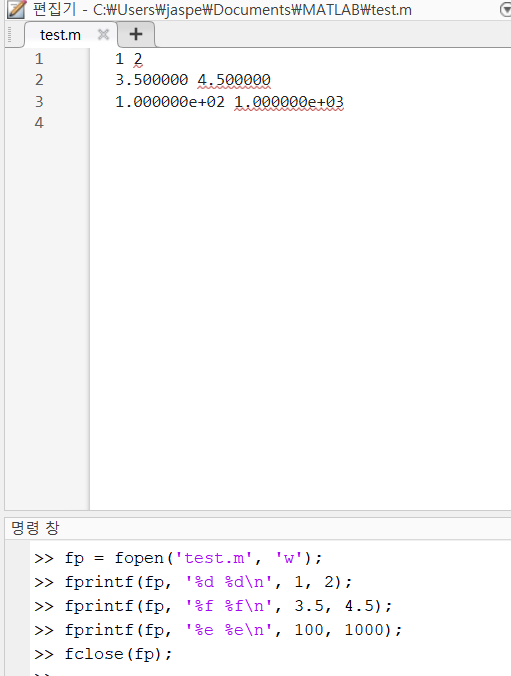 편집기 - C:₩Users₩jaspe₩Documents₩MATLAB₩test.m
test.m
1 1 2
2 3.500000 4.500000
3 1.000000e+02 1.000000e+03
4
명령 창
>> fp = fopen('test.m', 'w');
>> fprintf(fp, '%d %d\n', 1, 2);
>> fprintf(fp, '%f %f\n', 3.5, 4.5);
>> fprintf(fp, '%e %e\n', 100, 1000);
>> fclose(fp);
>>